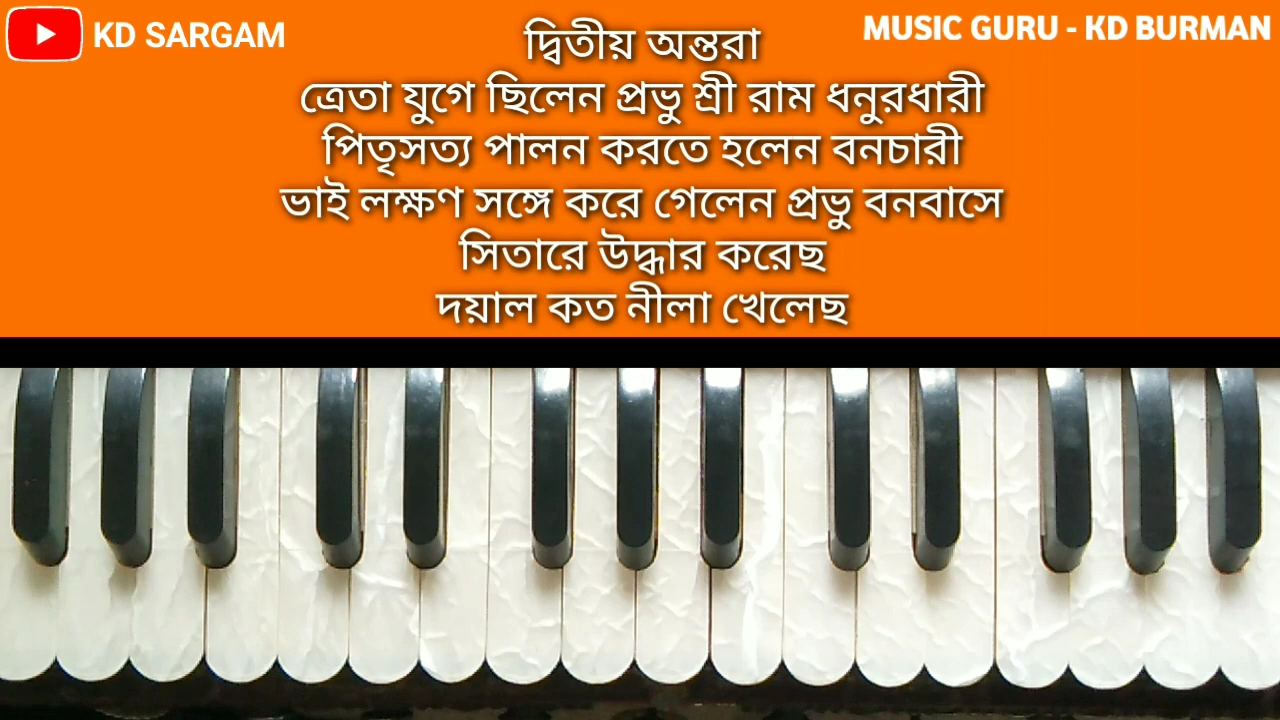 KD SARGAM
MUSIC GURU - KD BURMAN
দ্বিতীয় অন্তরা
ত্রেতা যুগে ছিলেন প্রভু শ্রী রাম ধনুরধারী
পিতৃসত্য পালন করতে হলেন বনচারী
ভাই লক্ষণ সঙ্গে করে গেলেন প্রভু বনবাসে
সিতারে উদ্ধার করেছ
দয়াল কত নীলা খেলেছ